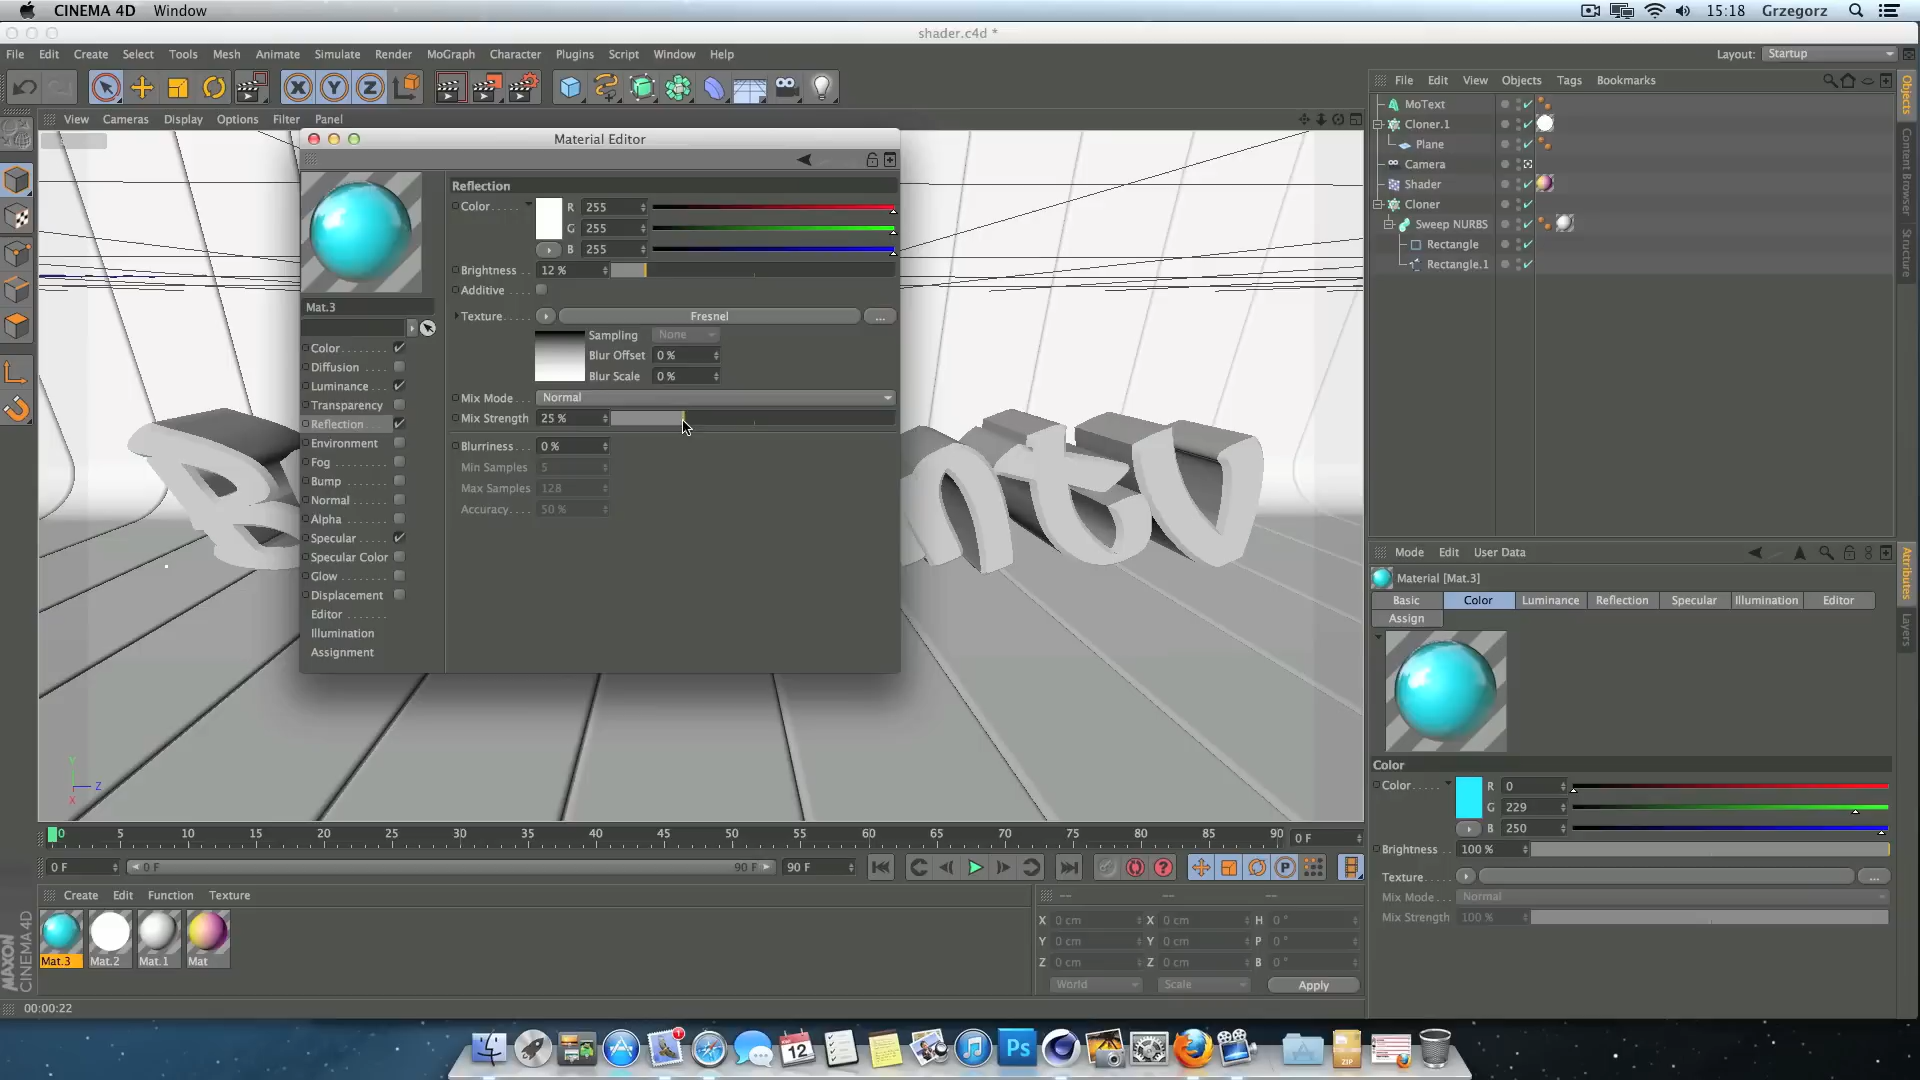 CINEMA 4D Window
15:18 Grzegorz
shader.c4d *
File Edit Create Select Tools Mesh Animate Simulate Render MoGraph Character Plugins Script Window Help
Layout: Startup
View Cameras Display Options Filter Panel
Material Editor
Reflection
Color
R 255
G 255
B 255
Brightness 12 %
Additive
Texture Fresnel ...
Sampling None
Blur Offset 0 %
Blur Scale 0 %
Mix Mode Normal
Mix Strength 25 %
Blurriness 0 %
Min Samples 5
Max Samples 128
Accuracy 50 %
Mat.3
Color
Diffusion
Luminance
Transparency
Reflection
Environment
Fog
Bump
Normal
Alpha
Specular
Specular Color
Glow
Displacement
Editor
Illumination
Assignment
Y
Z
X
File Edit View Objects Tags Bookmarks
MoText
Cloner.1
Plane
Camera
Shader
Cloner
Sweep NURBS
Rectangle
Rectangle.1
Objects
Content Browser
Structure
Mode Edit User Data
Material [Mat.3]
Basic Color Luminance Reflection Specular Illumination Editor
Assign
Color
Color
R 0
G 229
B 250
Brightness 100 %
Texture ...
Mix Mode Normal
Mix Strength 100 %
Attributes
Layers
0 5 10 15 20 25 30 35 40 45 50 55 60 65 70 75 80 85 90 0 F
0 F 0 F 90 F 90 F
Create Edit Function Texture
Mat.3 Mat.2 Mat.1 Mat
MAXON
CINEMA 4D
-- -- --
X 0 cm X 0 cm H 0 °
Y 0 cm Y 0 cm P 0 °
Z 0 cm Z 0 cm B 0 °
World Scale Apply
00:00:22
1
12
Ps
ZIP